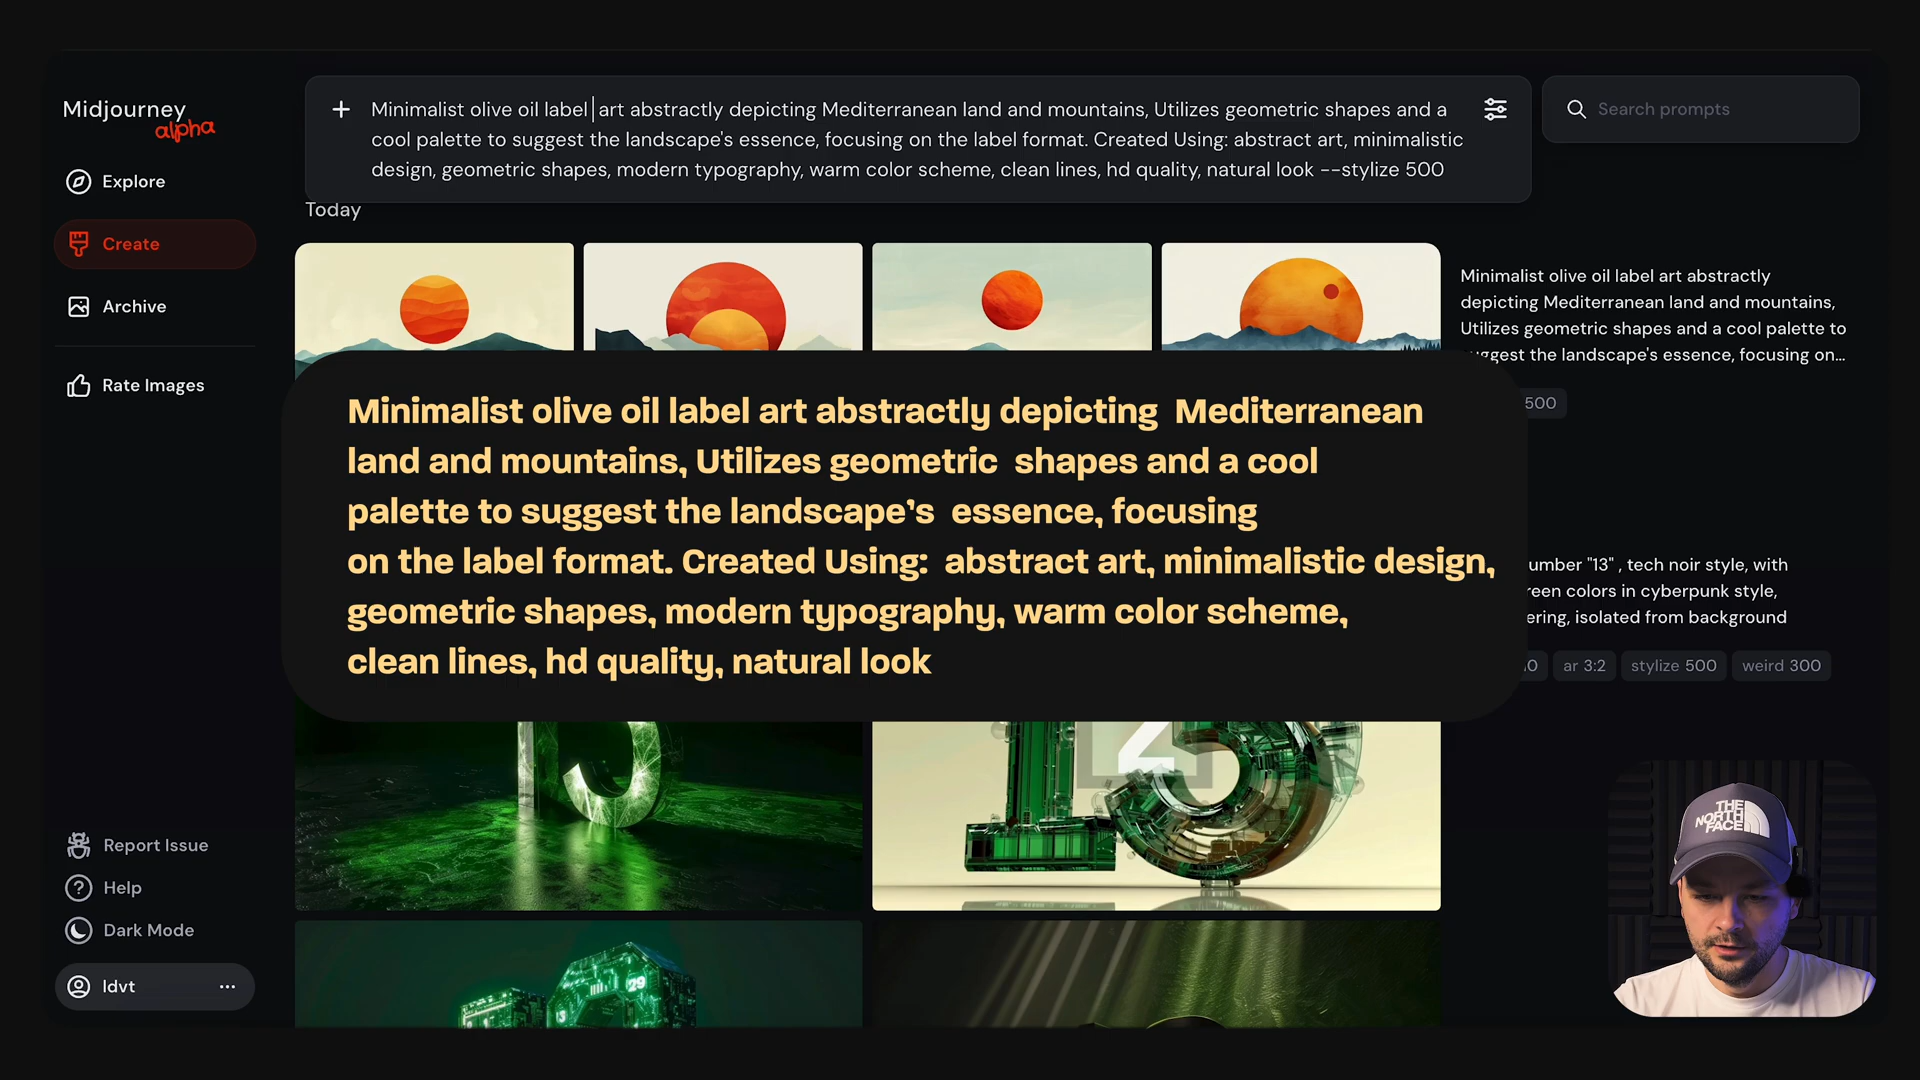 Midjourney
alpha
Explore
Create
Archive
Rate Images
Report Issue
Help
Dark Mode
ldvt
Minimalist olive oil label art abstractly depicting Mediterranean land and mountains, Utilizes geometric shapes and a
cool palette to suggest the landscape's essence, focusing on the label format. Created Using: abstract art, minimalistic
design, geometric shapes, modern typography, warm color scheme, clean lines, hd quality, natural look --stylize 500
Search prompts
Today
Minimalist olive oil label art abstractly
depicting Mediterranean land and mountains,
Utilizes geometric shapes and a cool palette to
suggest the landscape's essence, focusing on...
500
Minimalist olive oil label art abstractly depicting Mediterranean
land and mountains, Utilizes geometric shapes and a cool
palette to suggest the landscape’s essence, focusing
on the label format. Created Using: abstract art, minimalistic design,
geometric shapes, modern typography, warm color scheme,
clean lines, hd quality, natural look
umber "13" , tech noir style, with
reen colors in cyberpunk style,
ering, isolated from background
ar 3:2
stylize 500
weird 300
29
THE
NORTH
FACE